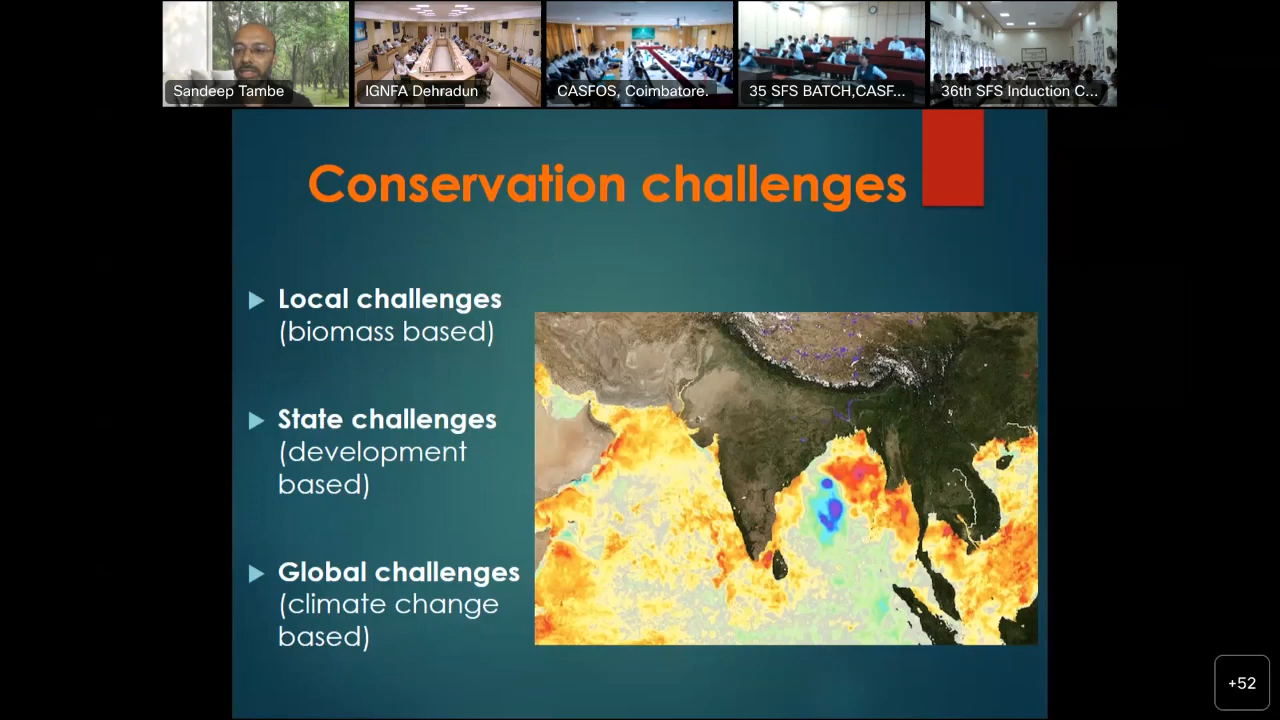 Sandeep Tambe
IGNFA Dehradun
CASFOS, Coimbatore.
35 SFS BATCH,CASF...
36th SFS Induction C...
Conservation challenges
Local challenges
(biomass based)
State challenges
(development
based)
Global challenges
(climate change
based)
+52